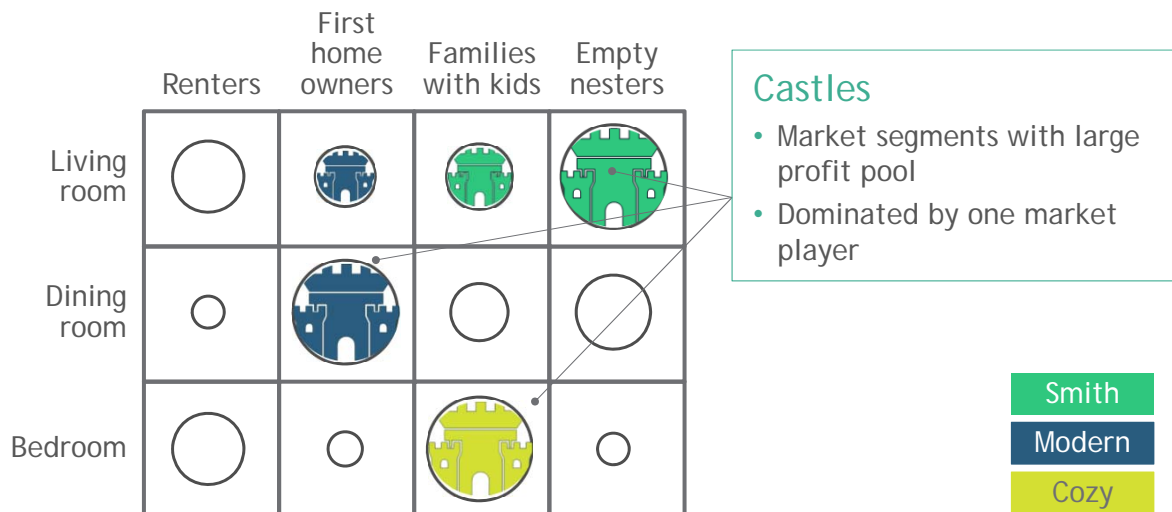 Renters
First
home
owners
Families
with kids
Empty
nesters
Living
room
Dining
room
Bedroom
Castles
• Market segments with large
profit pool
• Dominated by one market
player
Smith
Modern
Cozy